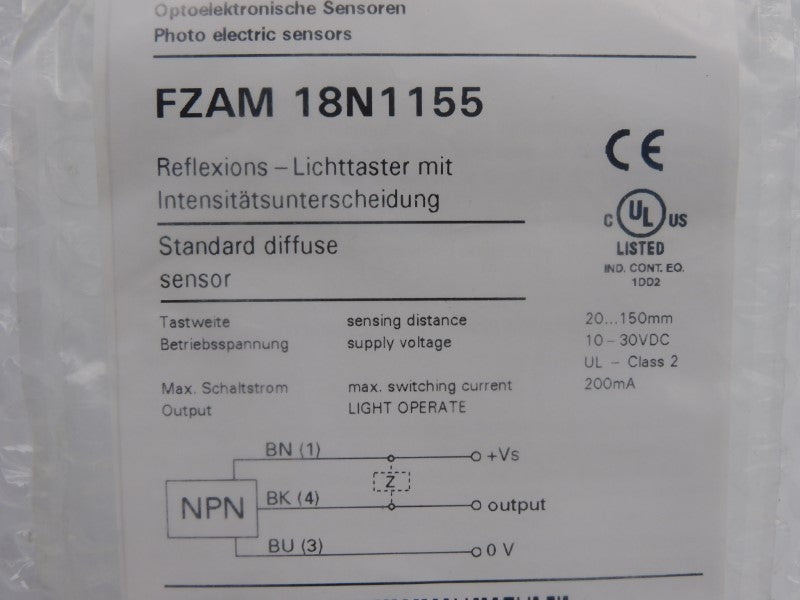 Optoelektronische Sensoren
Photo electric sensors
FZAM 18N1155
Reflexions – Lichttaster mit
Intensitätsunterscheidung
Standard diffuse
sensor
CE
C UL US
LISTED
IND. CONT. EQ.
1DD2
Tastweite sensing distance 20...150mm
Betriebsspannung supply voltage 10 – 30VDC
UL – Class 2
Max. Schaltstrom max. switching current 200mA
Output LIGHT OPERATE
BN (1) +Vs
Z
NPN BK (4) output
BU (3) 0 V